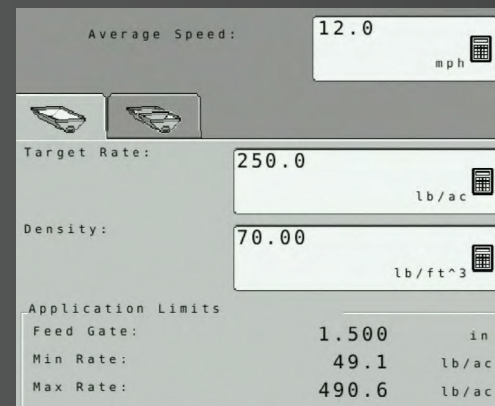 Average Speed: 12.0 mph
Target Rate: 250.0 lb/ac
Density: 70.00 lb/ft^3
Application Limits
Feed Gate: 1.500 in
Min Rate: 49.1 lb/ac
Max Rate: 490.6 lb/ac